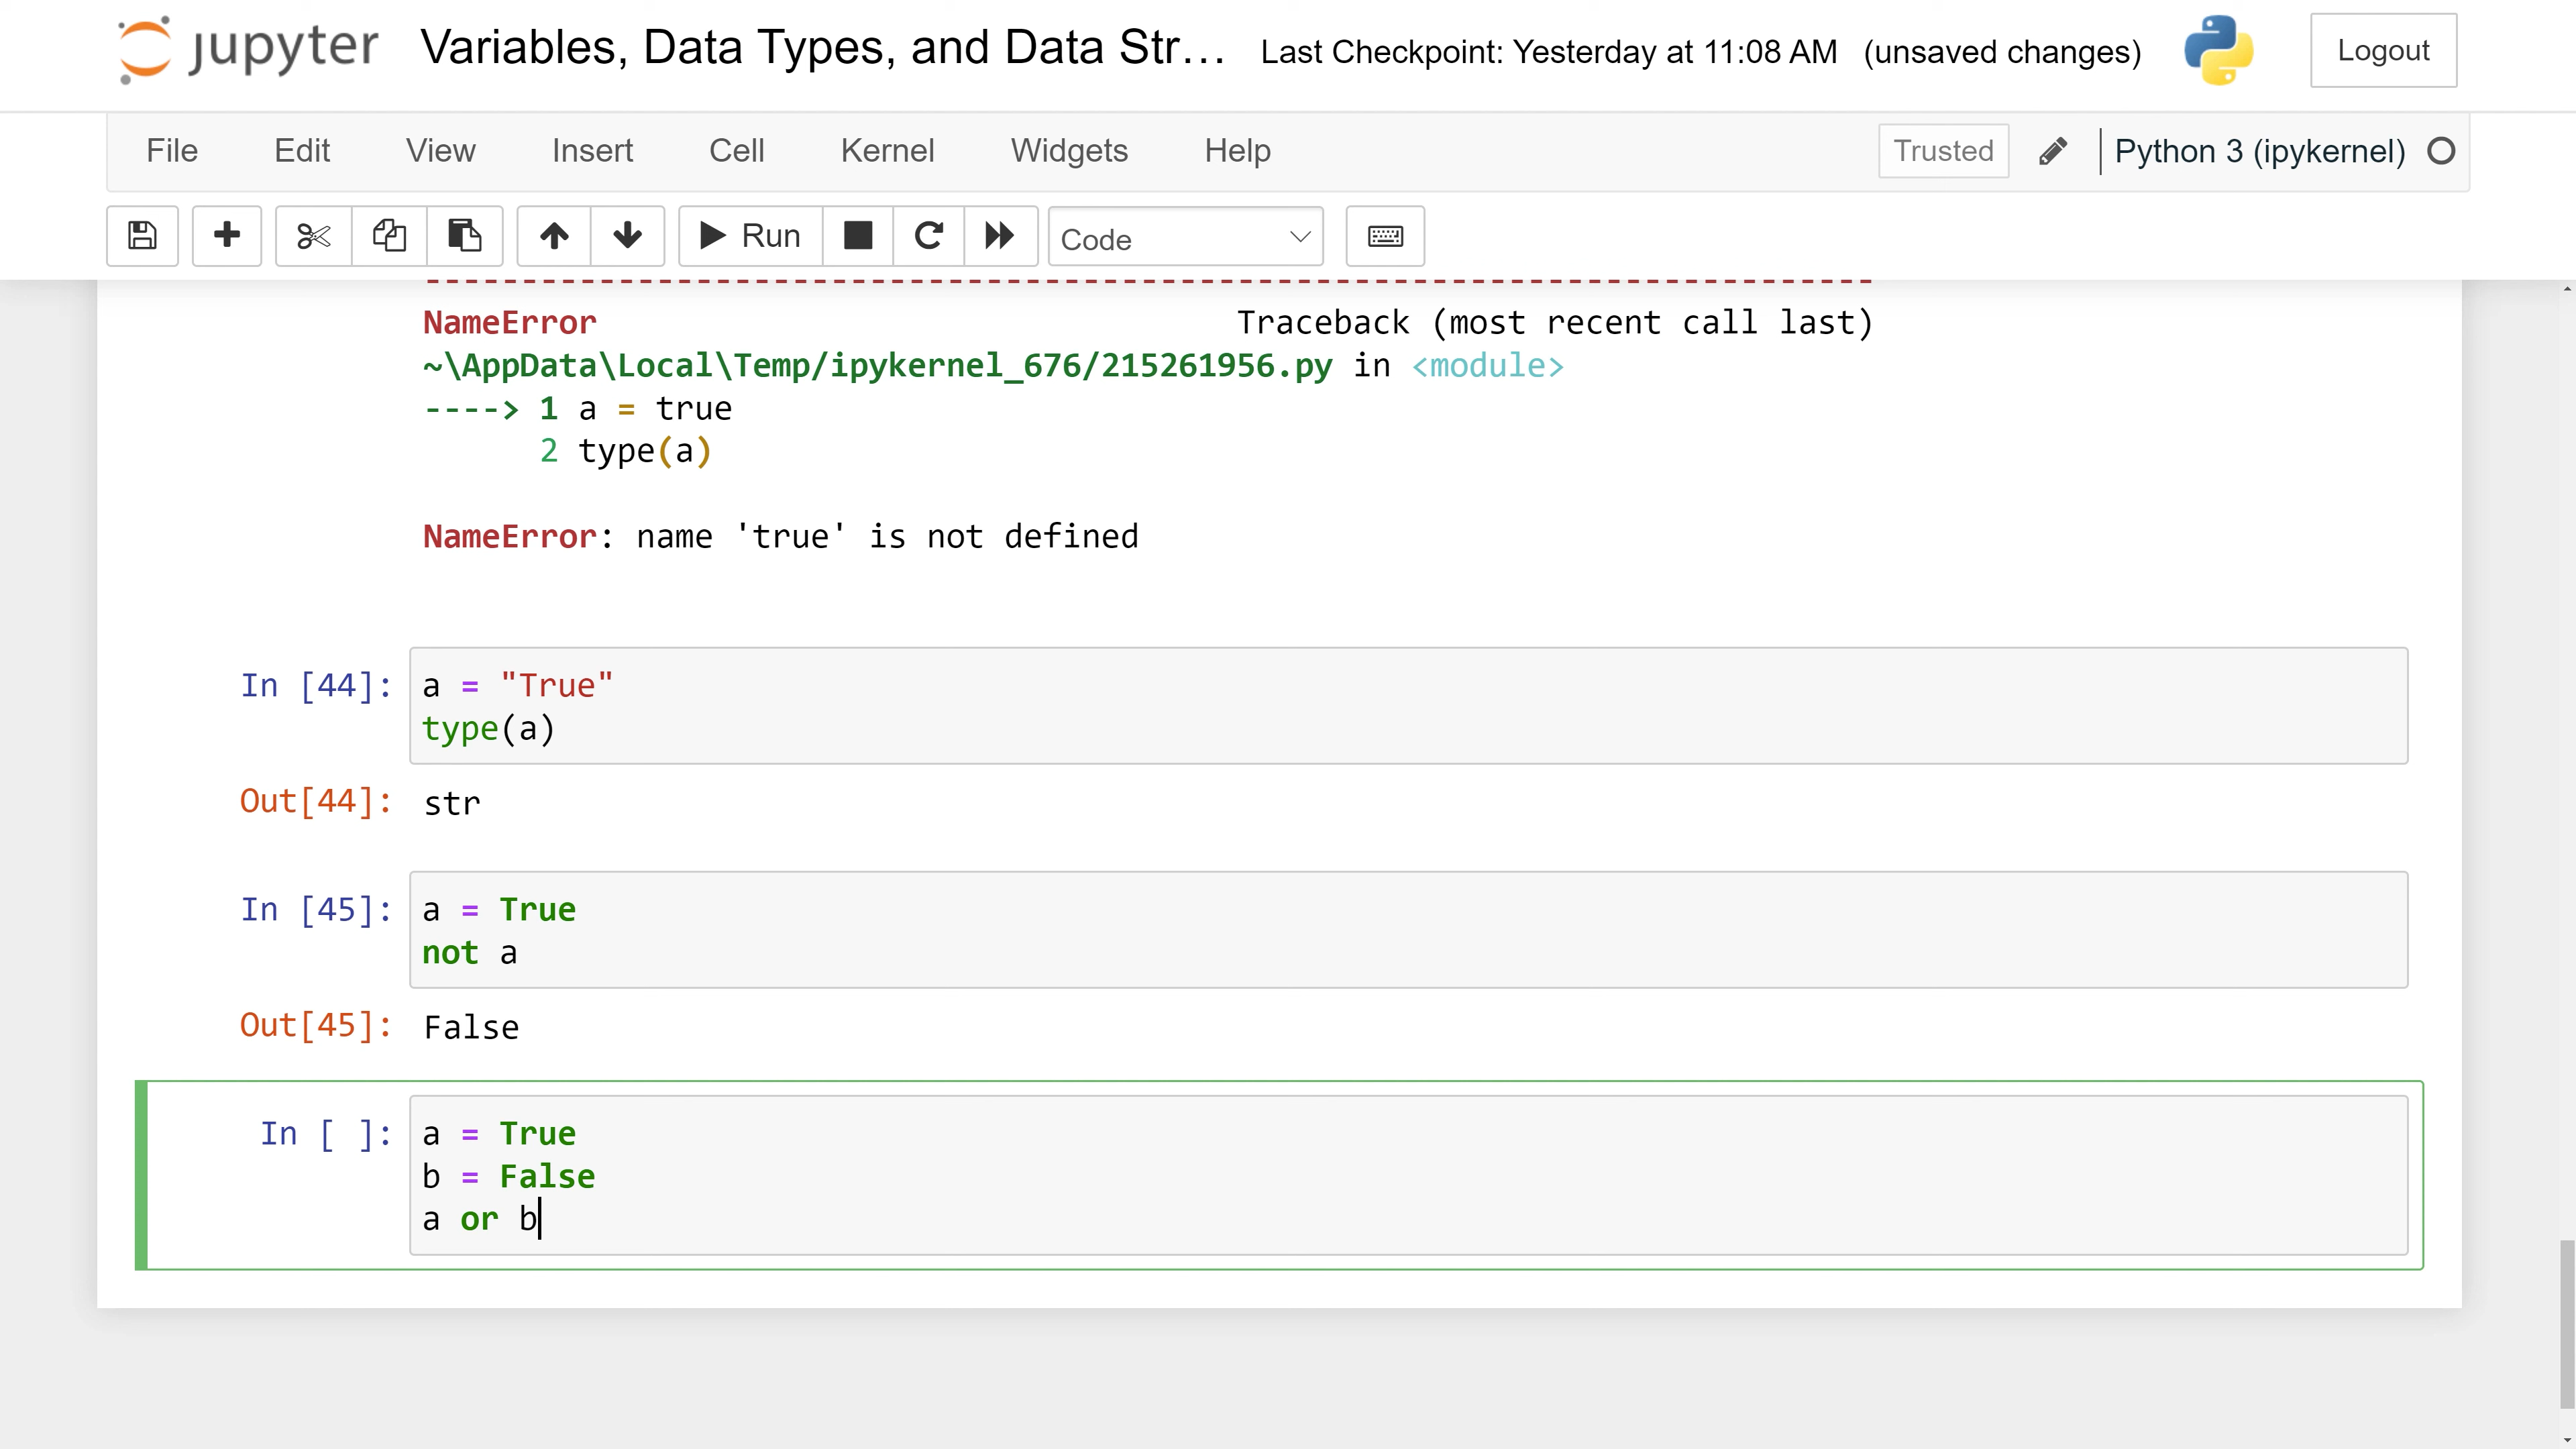 jupyter Variables, Data Types, and Data Str... Last Checkpoint: Yesterday at 11:08 AM (unsaved changes) Logout
File Edit View Insert Cell Kernel Widgets Help Trusted Python 3 (ipykernel)
Run Code
---------------------------------------------------------------------------
NameError Traceback (most recent call last)
~\AppData\Local\Temp/ipykernel_676/215261956.py in <module>
----> 1 a = true
2 type(a)
NameError: name 'true' is not defined
In [44]: a = "True"
type(a)
Out[44]: str
In [45]: a = True
not a
Out[45]: False
In [ ]: a = True
b = False
a or b